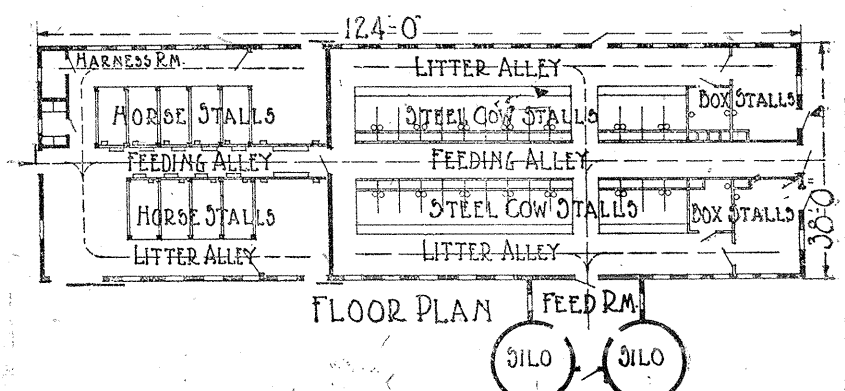 124'-0"
HARNESS RM.
LITTER ALLEY
HORSE STALLS
STEEL COW STALLS
BOX STALLS
FEEDING ALLEY
FEEDING ALLEY
HORSE STALLS
STEEL COW STALLS
BOX STALLS
38'-0
LITTER ALLEY
LITTER ALLEY
FLOOR PLAN
FEED RM.
SILO
SILO